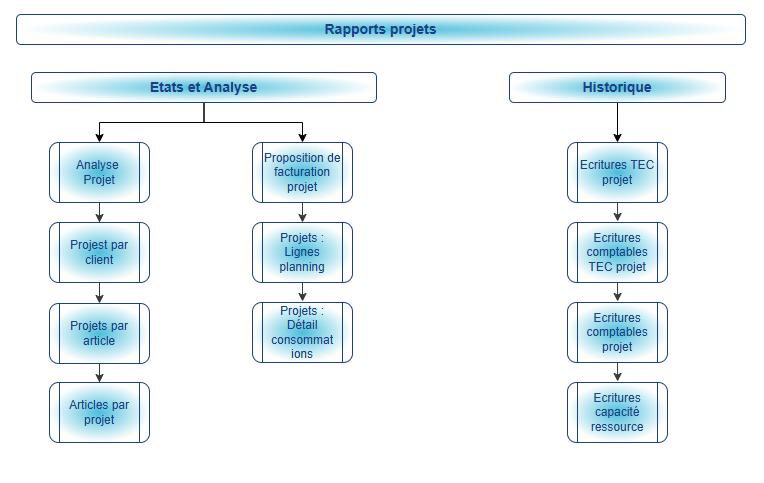 Rapports projets
Etats et Analyse
Historique
Analyse
Projet
Projest par
client
Projets par
article
Articles par
projet
Proposition de
facturation
projet
Projets :
Lignes
planning
Projets :
Détail
consommat
ions
Ecritures TEC
projet
Ecritures
comptables
TEC projet
Ecritures
comptables
projet
Ecritures
capacité
ressource